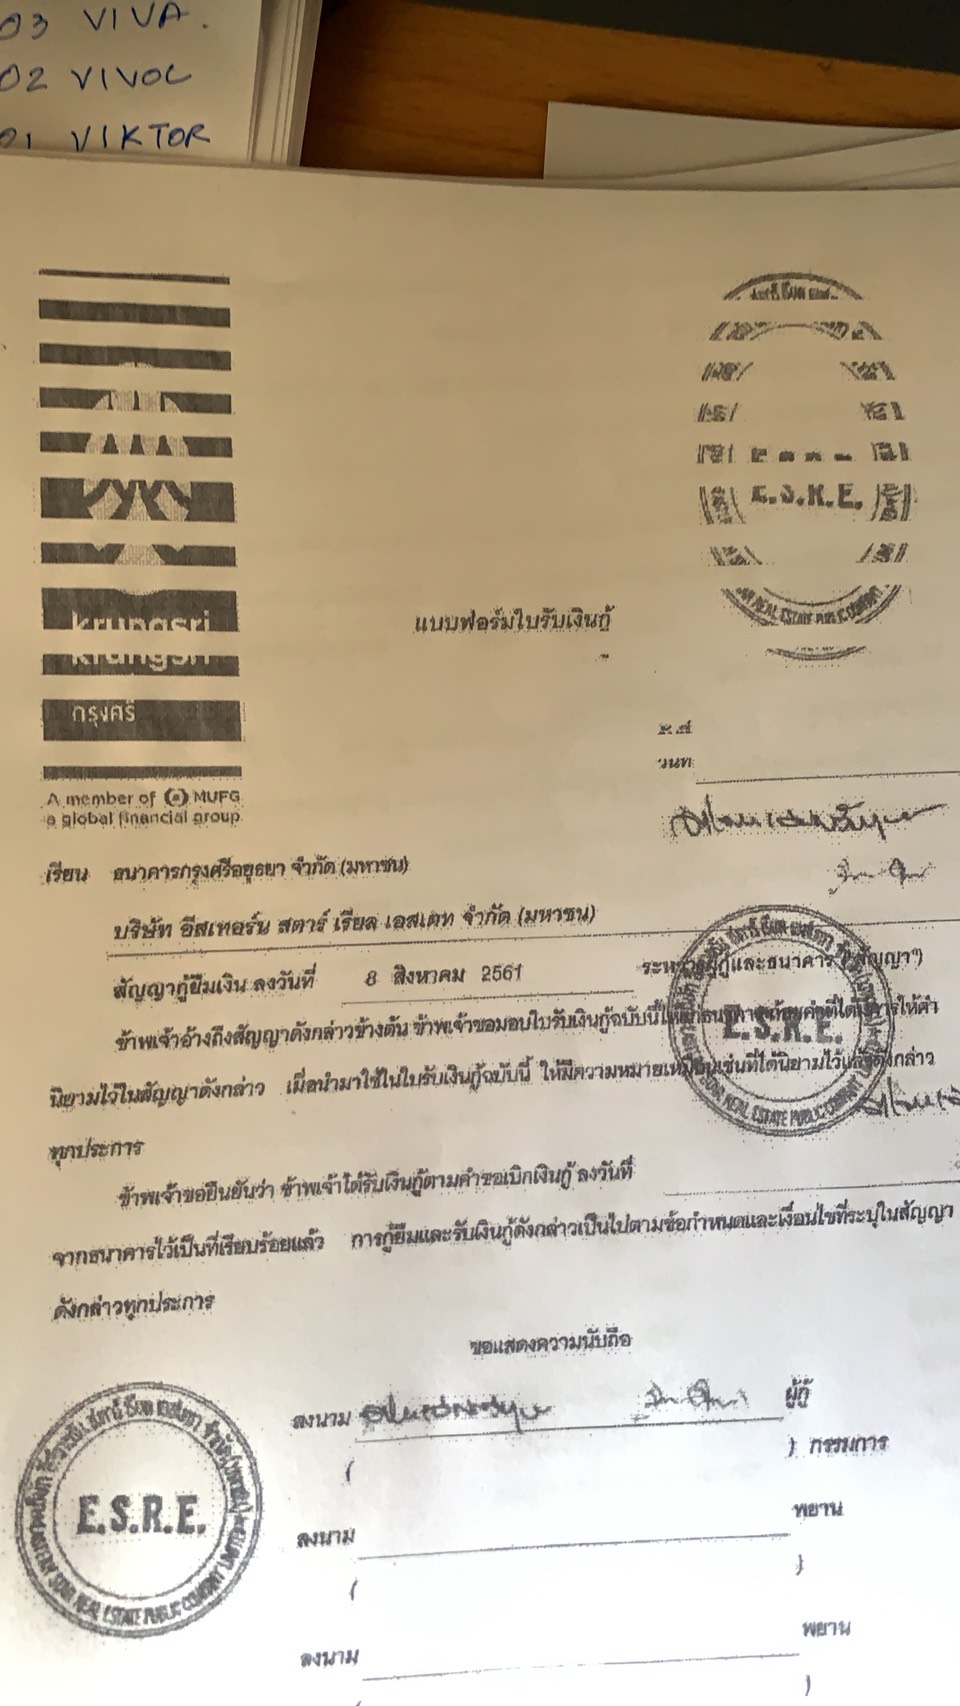 03 VIVA.
02 VIVOL
01 VIKTOR
E.S.R.E.
krungsri
krungsri
กรุงศรี
A member of MUFG
a global financial group
แบบฟอร์มใบรับเงินกู้
วันที่
เรียน ธนาคารกรุงศรีอยุธยา จำกัด (มหาชน)
บริษัท อีสเทอร์น สตาร์ เรียล เอสเตท จำกัด (มหาชน)
สัญญากู้ยืมเงิน ลงวันที่ 8 สิงหาคม 2561 ระหว่างผู้กู้และธนาคาร ("สัญญา")
ข้าพเจ้าอ้างถึงสัญญาดังกล่าวข้างต้น ข้าพเจ้าขอมอบใบรับเงินกู้ฉบับนี้ให้แก่ธนาคาร ถ้อยคำที่ได้มีการให้คำ
นิยามไว้ในสัญญาดังกล่าว เมื่อนำมาใช้ในใบรับเงินกู้ฉบับนี้ ให้มีความหมายเหมือนเช่นที่ได้นิยามไว้แล้วดังกล่าว
ทุกประการ
E.S.R.E.
ข้าพเจ้าขอยืนยันว่า ข้าพเจ้าได้รับเงินกู้ตามคำขอเบิกเงินกู้ ลงวันที่
จากธนาคารไว้เป็นที่เรียบร้อยแล้ว การกู้ยืมและรับเงินกู้ดังกล่าวเป็นไปตามข้อกำหนดและเงื่อนไขที่ระบุในสัญญา
ดังกล่าวทุกประการ
ขอแสดงความนับถือ
ลงนาม ผู้กู้
( ) กรรมการ
ลงนาม พยาน
( )
ลงนาม พยาน
( )
E.S.R.E.
EASTERN STAR REAL ESTATE PUBLIC COMPANY LIMITED